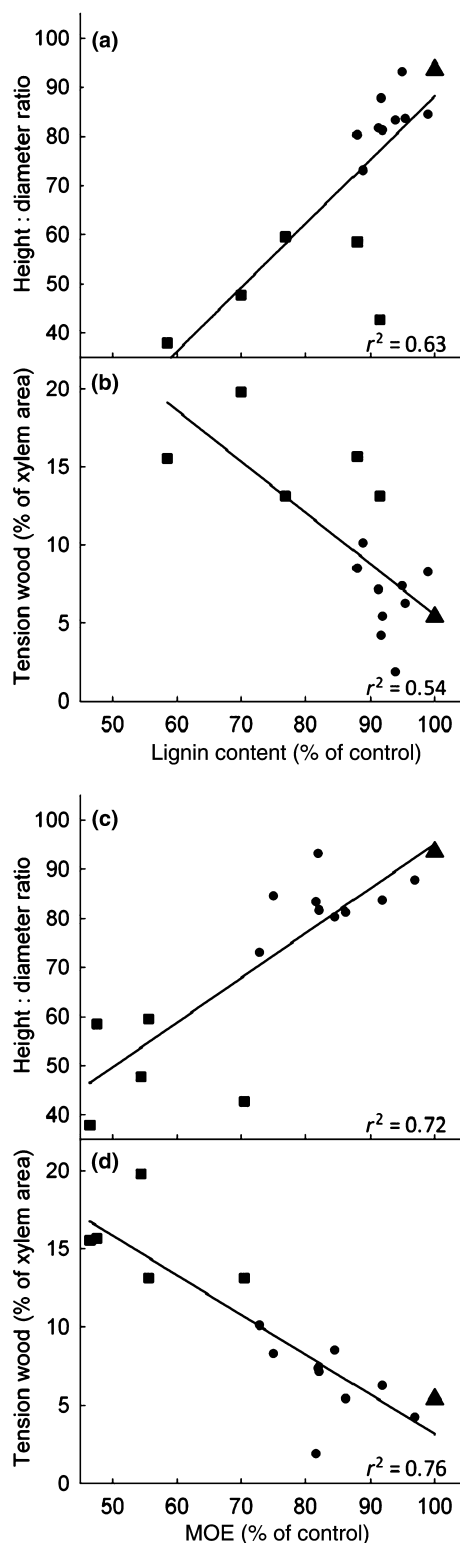 (a)
Height : diameter ratio
100
90
80
70
60
50
40
r² = 0.63
(b)
Tension wood (% of xylem area)
20
15
10
5
0
r² = 0.54
50 60 70 80 90 100
Lignin content (% of control)
(c)
Height : diameter ratio
100
90
80
70
60
50
40
r² = 0.72
(d)
Tension wood (% of xylem area)
20
15
10
5
0
r² = 0.76
50 60 70 80 90 100
MOE (% of control)